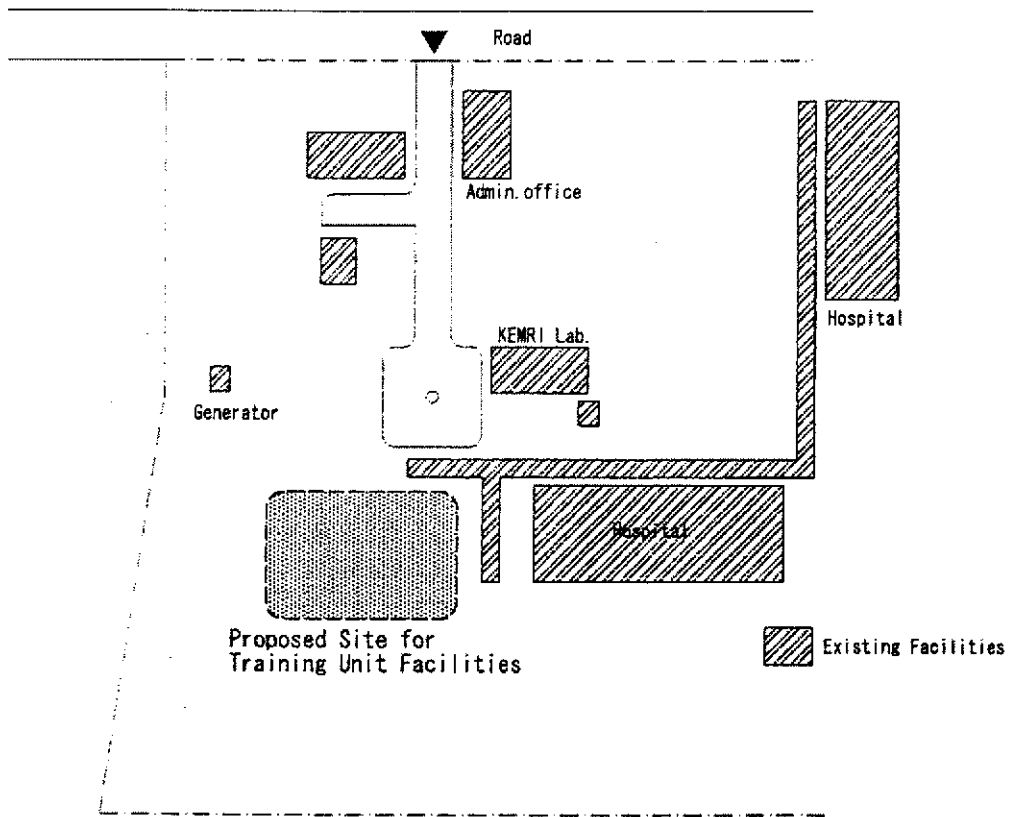 Road
Admin.office
Hospital
KEMRI Lab.
Generator
Hospital
Proposed Site for
Training Unit Facilities
Existing Facilities